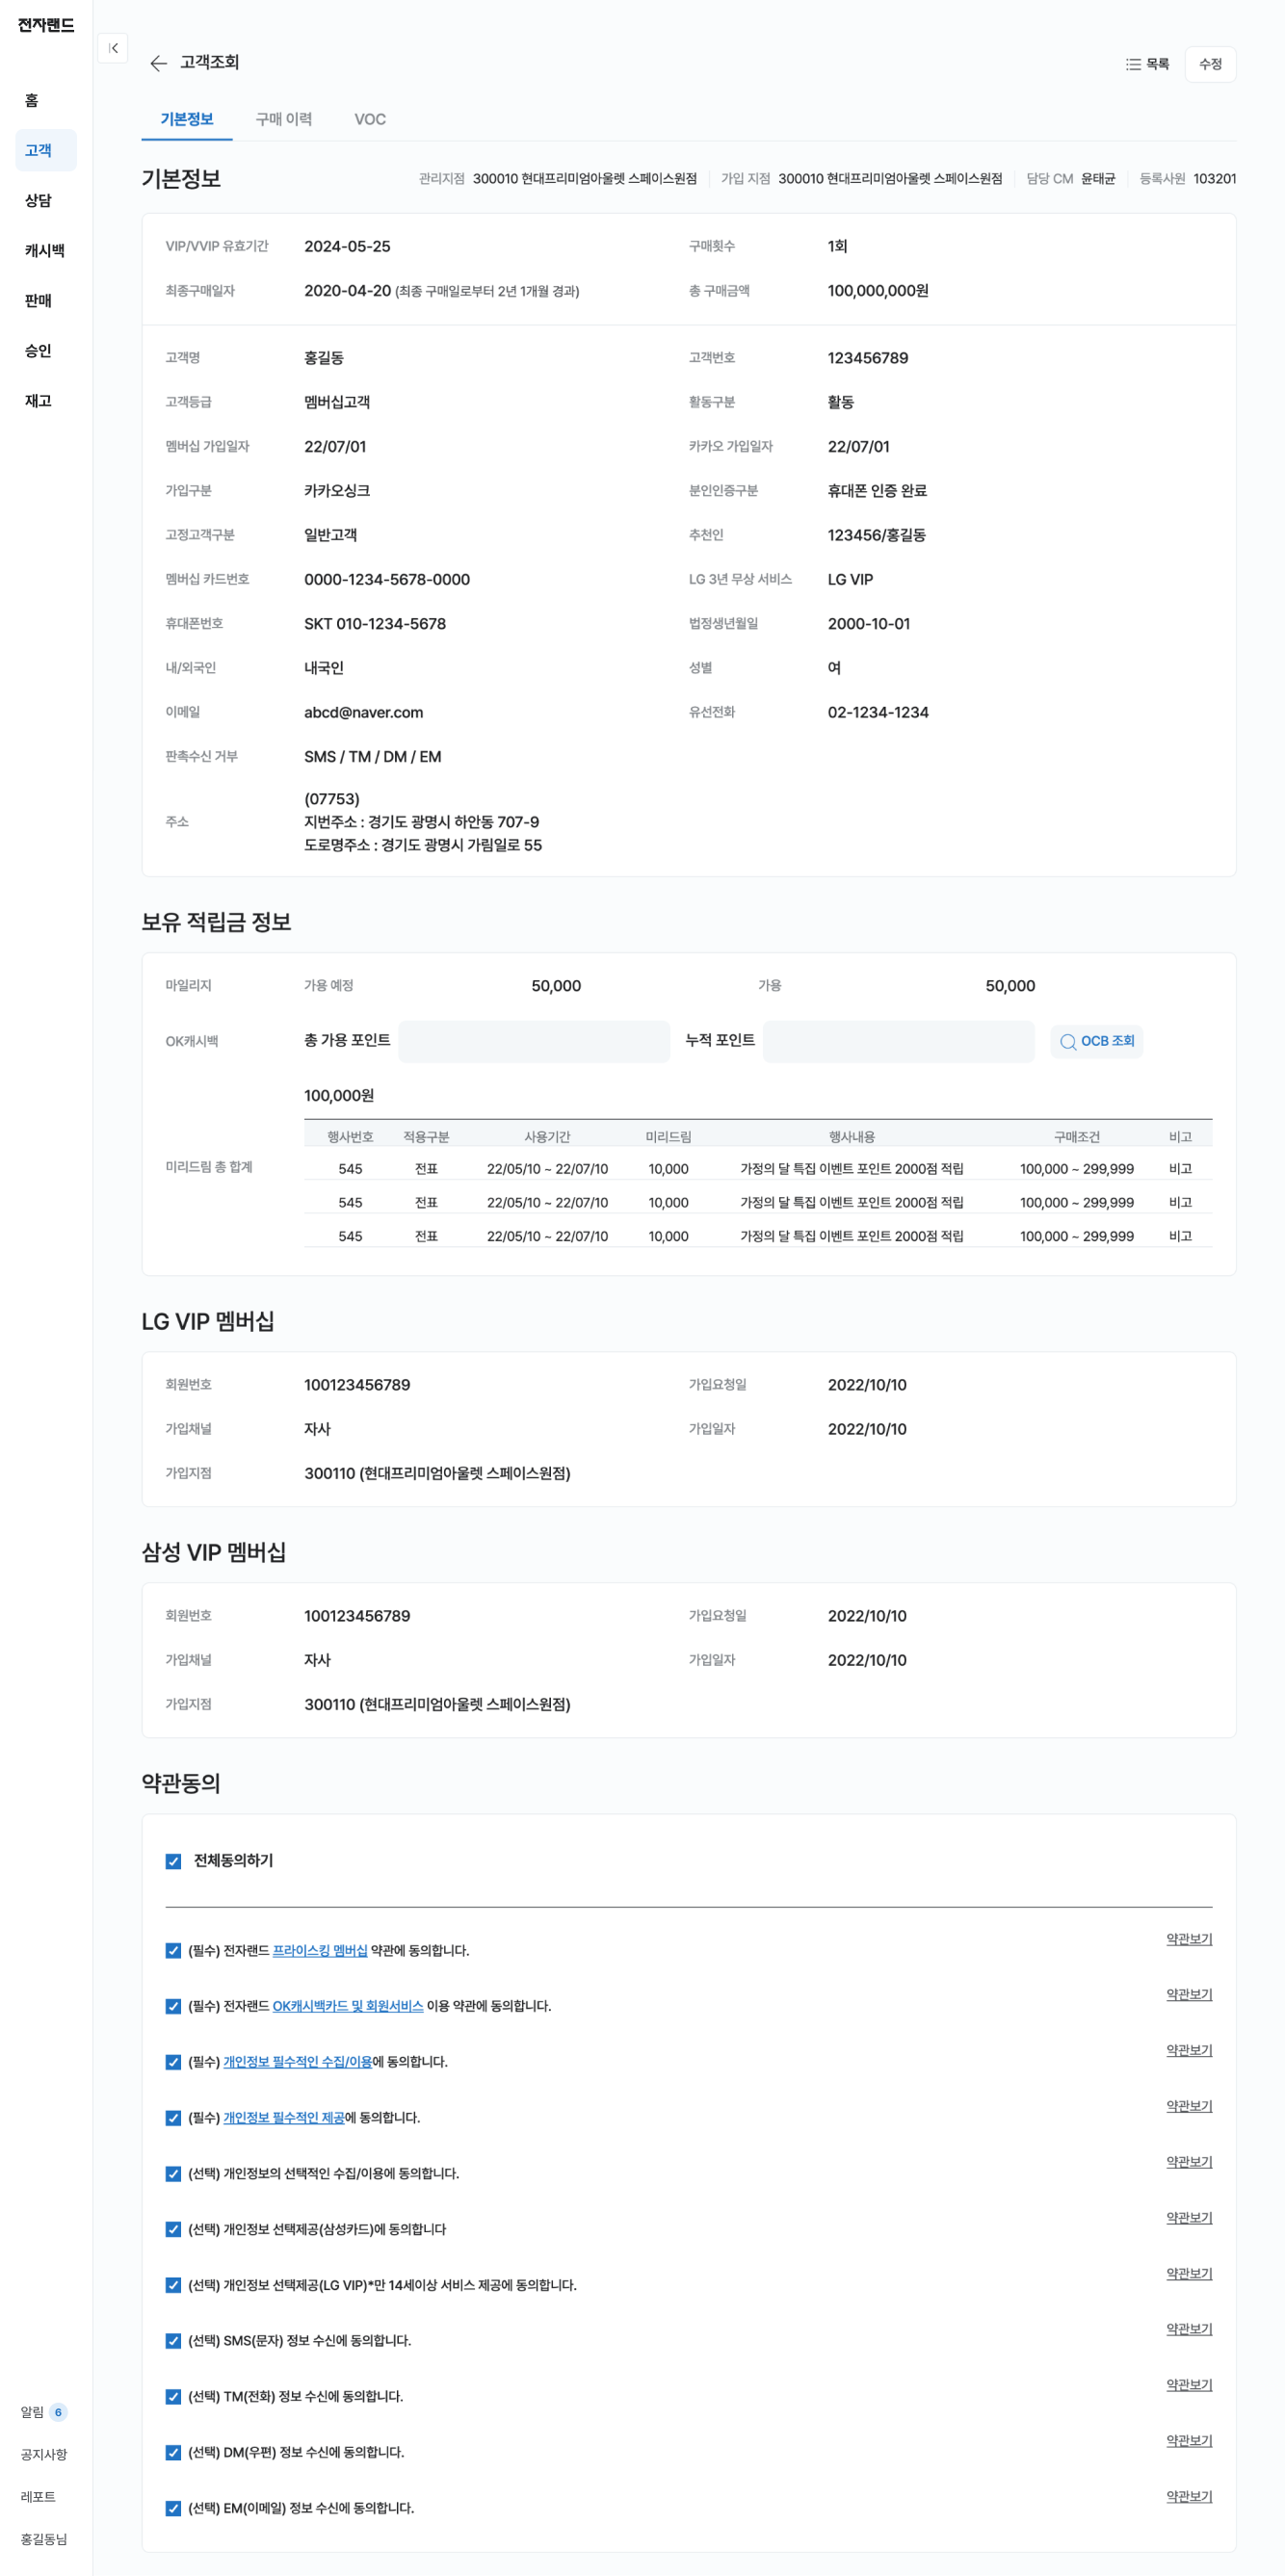 전자랜드
홈
고객
상담
캐시백
판매
승인
재고
고객조회
목록 수정
기본정보 구매 이력 VOC
기본정보 관리지점 300010 현대프리미엄아울렛 스페이스원점 가입 지점 300010 현대프리미엄아울렛 스페이스원점 담당 CM 윤태균 등록사원 103201
VIP/VVIP 유효기간 2024-05-25 구매횟수 1회
최종구매일자 2020-04-20 (최종 구매일로부터 2년 1개월 경과) 총 구매금액 100,000,000원
고객명 홍길동 고객번호 123456789
고객등급 멤버십고객 활동구분 활동
멤버십 가입일자 22/07/01 카카오 가입일자 22/07/01
가입구분 카카오싱크 분인인증구분 휴대폰 인증 완료
고정고객구분 일반고객 추천인 123456/홍길동
멤버십 카드번호 0000-1234-5678-0000 LG 3년 무상 서비스 LG VIP
휴대폰번호 SKT 010-1234-5678 법정생년월일 2000-10-01
내/외국인 내국인 성별 여
이메일 abcd@naver.com 유선전화 02-1234-1234
판촉수신 거부 SMS / TM / DM / EM
주소 (07753)
지번주소 : 경기도 광명시 하안동 707-9
도로명주소 : 경기도 광명시 가림일로 55
보유 적립금 정보
마일리지 가용 예정 50,000 가용 50,000
OK캐시백 총 가용 포인트 누적 포인트 OCB 조회
미리드림 총 합계 100,000원
행사번호 적용구분 사용기간 미리드림 행사내용 구매조건 비고
545 전표 22/05/10 ~ 22/07/10 10,000 가정의 달 특집 이벤트 포인트 2000점 적립 100,000 ~ 299,999 비고
545 전표 22/05/10 ~ 22/07/10 10,000 가정의 달 특집 이벤트 포인트 2000점 적립 100,000 ~ 299,999 비고
545 전표 22/05/10 ~ 22/07/10 10,000 가정의 달 특집 이벤트 포인트 2000점 적립 100,000 ~ 299,999 비고
LG VIP 멤버십
회원번호 100123456789 가입요청일 2022/10/10
가입채널 자사 가입일자 2022/10/10
가입지점 300110 (현대프리미엄아울렛 스페이스원점)
삼성 VIP 멤버십
회원번호 100123456789 가입요청일 2022/10/10
가입채널 자사 가입일자 2022/10/10
가입지점 300110 (현대프리미엄아울렛 스페이스원점)
약관동의
전체동의하기
(필수) 전자랜드 프라이스킹 멤버십 약관에 동의합니다. 약관보기
(필수) 전자랜드 OK캐시백카드 및 회원서비스 이용 약관에 동의합니다. 약관보기
(필수) 개인정보 필수적인 수집/이용에 동의합니다. 약관보기
(필수) 개인정보 필수적인 제공에 동의합니다. 약관보기
(선택) 개인정보의 선택적인 수집/이용에 동의합니다. 약관보기
(선택) 개인정보 선택제공(삼성카드)에 동의합니다 약관보기
(선택) 개인정보 선택제공(LG VIP)*만 14세이상 서비스 제공에 동의합니다. 약관보기
(선택) SMS(문자) 정보 수신에 동의합니다. 약관보기
(선택) TM(전화) 정보 수신에 동의합니다. 약관보기
(선택) DM(우편) 정보 수신에 동의합니다. 약관보기
(선택) EM(이메일) 정보 수신에 동의합니다. 약관보기
알림 6
공지사항
레포트
홍길동님